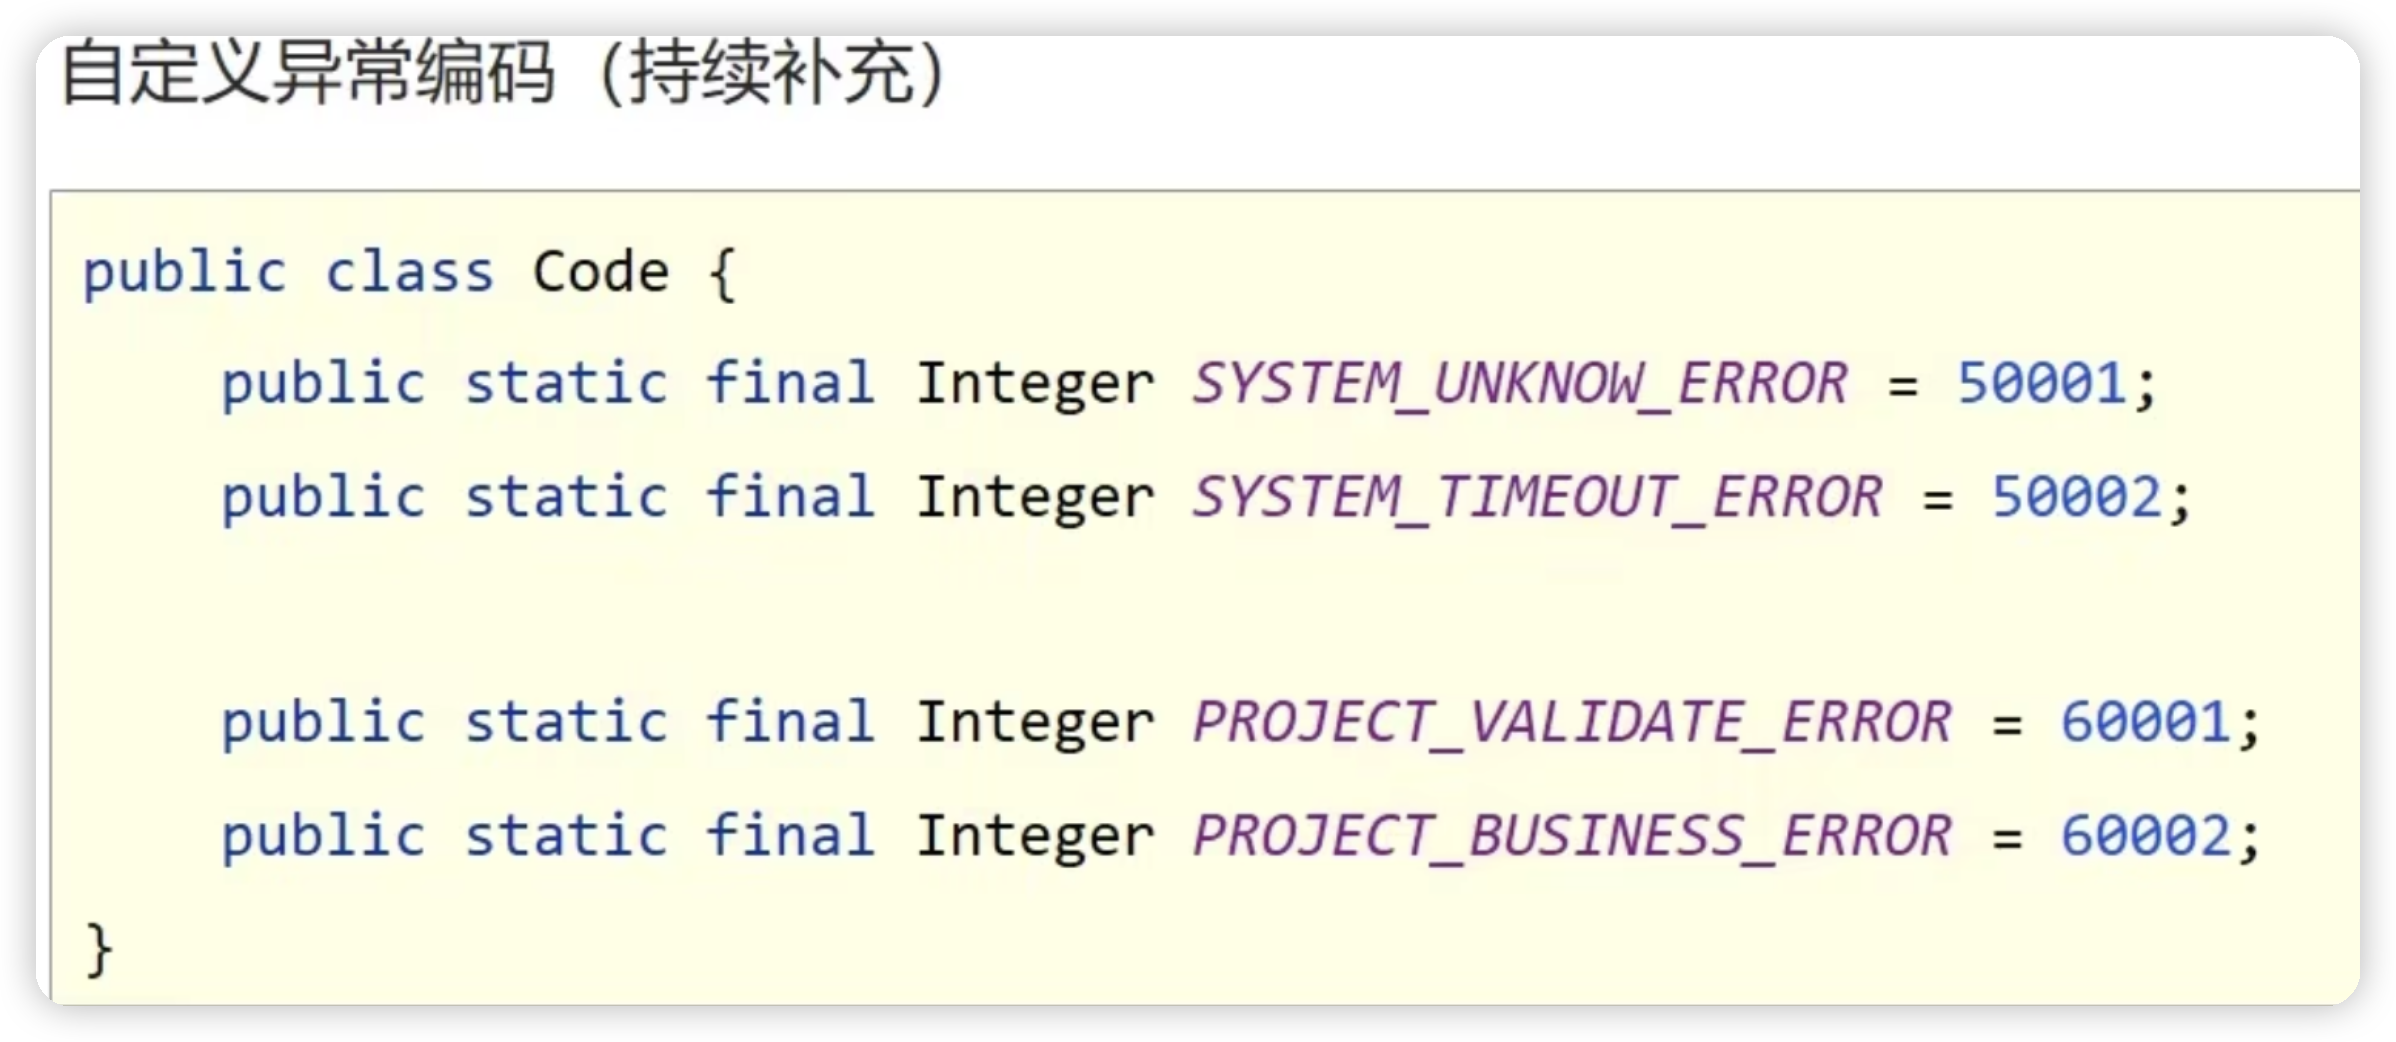 自定义异常编码（持续补充）
public class Code {
public static final Integer SYSTEM_UNKNOW_ERROR = 50001;
public static final Integer SYSTEM_TIMEOUT_ERROR = 50002;
public static final Integer PROJECT_VALIDATE_ERROR = 60001;
public static final Integer PROJECT_BUSINESS_ERROR = 60002;
}